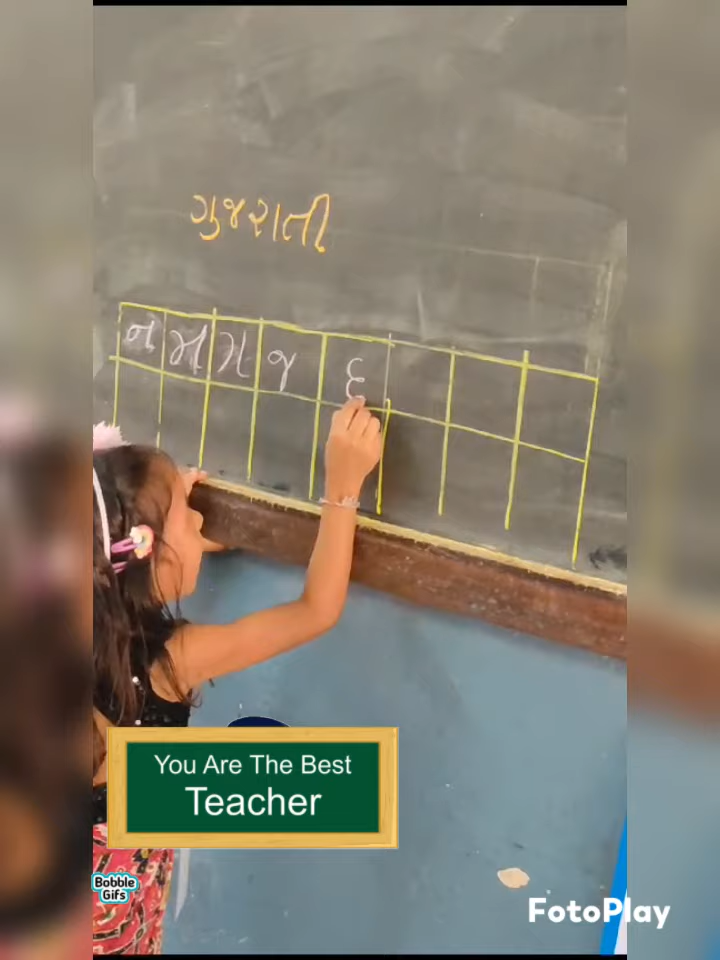 ગુજરાતી
ન મ ગ જ
You Are The Best
Teacher
Bobble
Gifs
FotoPlay